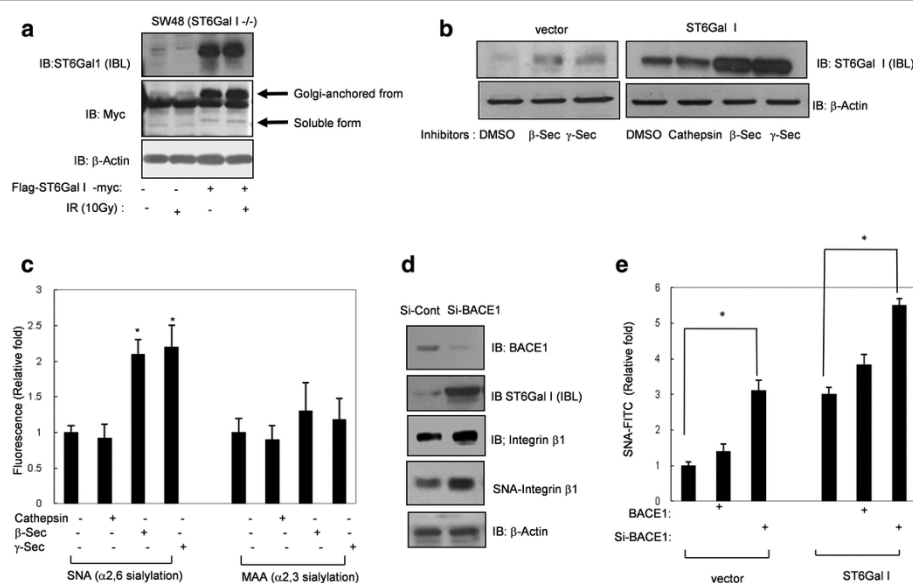 a
SW48 (ST6Gal I -/-)
IB:ST6Gal1 (IBL)
IB: Myc
Golgi-anchored from
Soluble form
IB: β-Actin
Flag-ST6Gal I -myc: - - + +
IR (10Gy) : - + - +
b
vector ST6Gal I
IB: ST6Gal I (IBL)
IB: β-Actin
Inhibitors : DMSO β-Sec γ-Sec DMSO Cathepsin β-Sec γ-Sec
c
Fluorescence (Relative fold)
3
2.5
2
1.5
1
0.5
0
* *
Cathepsin - + - - - + - -
β-Sec - - + - - - + -
γ-Sec - - - + - - - +
SNA (α2,6 sialylation) MAA (α2,3 sialylation)
d
Si-Cont Si-BACE1
IB: BACE1
IB ST6Gal I (IBL)
IB; Integrin β1
SNA-Integrin β1
IB: β-Actin
e
SNA-FITC (Relative fold)
6
5
4
3
2
1
0
* *
BACE1: + +
Si-BACE1: + +
vector ST6Gal I